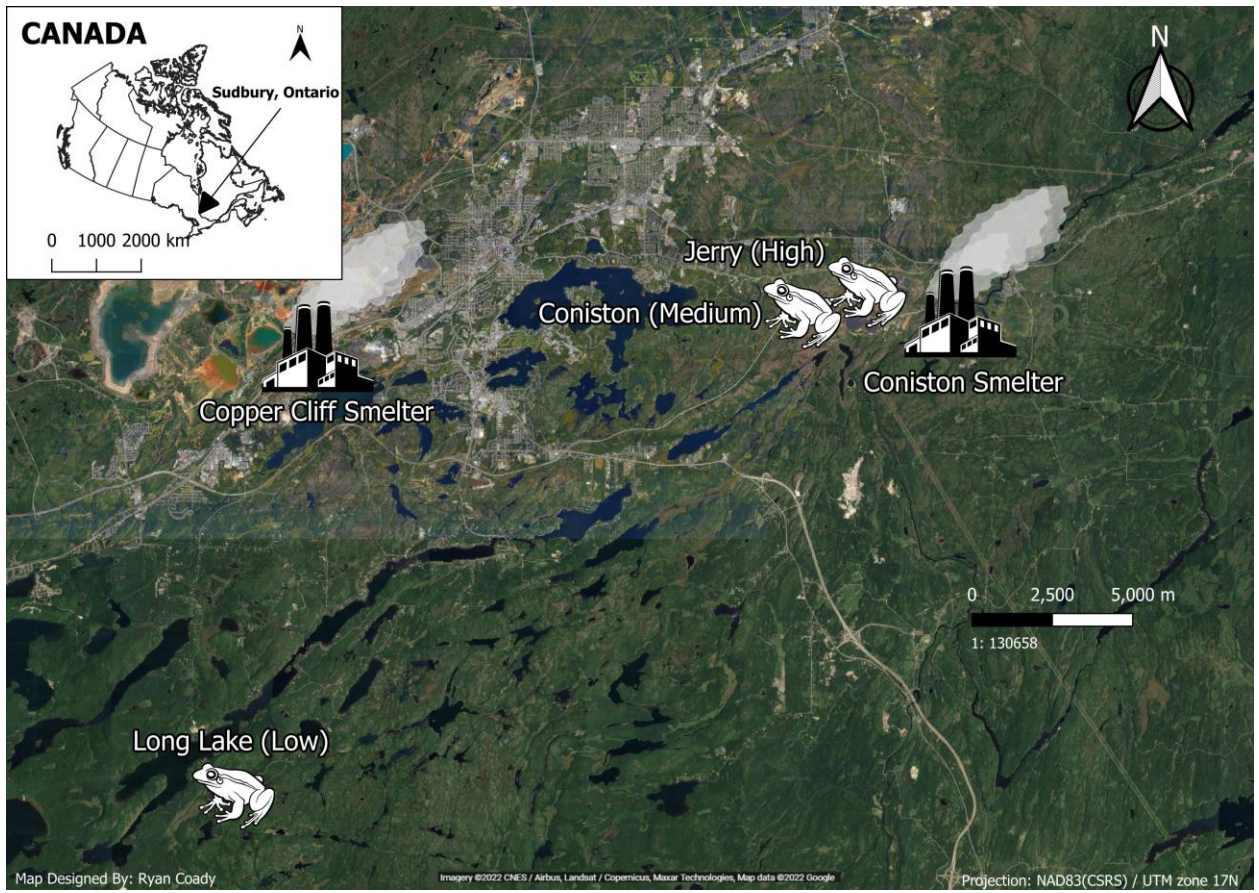 CANADA
N
Sudbury, Ontario
0 1000 2000 km
N
Jerry (High)
Coniston (Medium)
Coniston Smelter
Copper Cliff Smelter
0 2,500 5,000 m
1: 130658
Long Lake (Low)
Map Designed By: Ryan Coady
Imagery ©2022 CNES / Airbus, Landsat / Copernicus, Maxar Technologies, Map data ©2022 Google
Projection: NAD83(CSRS) / UTM zone 17N